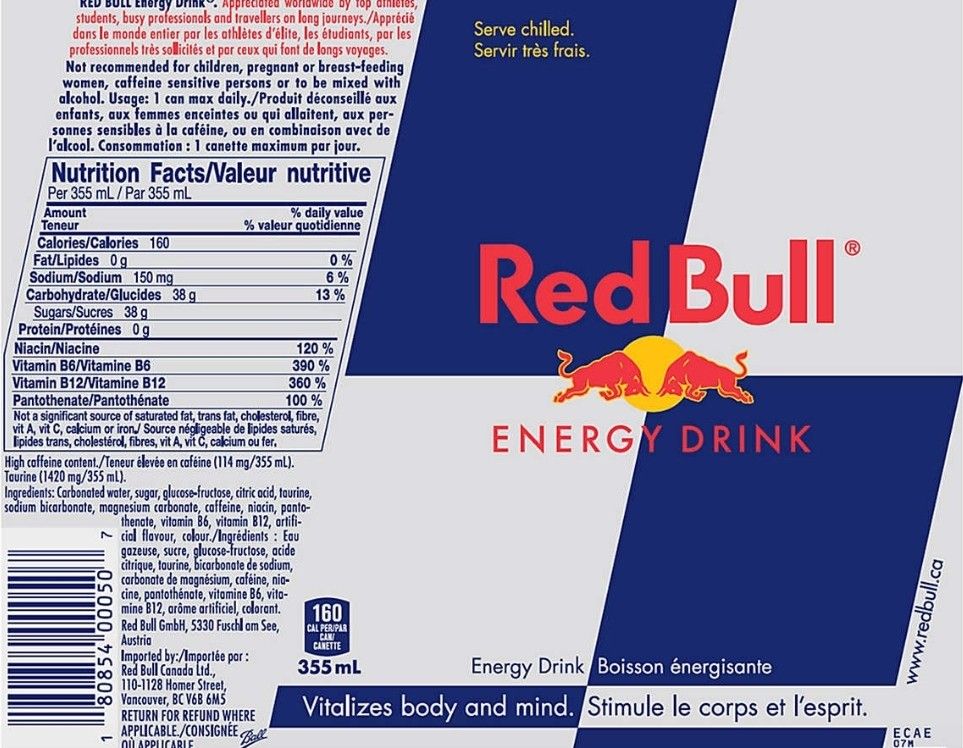 RED BULL Energy Drink®. Appreciated worldwide by top athletes,
students, busy professionals and travellers on long journeys./Apprécié
dans le monde entier par les athlètes d'élite, les étudiants, par les
professionnels très sollicités et par ceux qui font de longs voyages.
Not recommended for children, pregnant or breast-feeding
women, caffeine sensitive persons or to be mixed with
alcohol. Usage: 1 can max daily./Produit déconseillé aux
enfants, aux femmes enceintes ou qui allaitent, aux per-
sonnes sensibles à la caféine, ou en combinaison avec de
l'alcool. Consommation : 1 canette maximum par jour.
Nutrition Facts/Valeur nutritive
Per 355 mL / Par 355 mL
Amount % daily value
Teneur % valeur quotidienne
Calories/Calories 160
Fat/Lipides 0 g 0 %
Sodium/Sodium 150 mg 6 %
Carbohydrate/Glucides 38 g 13 %
Sugars/Sucres 38 g
Protein/Protéines 0 g
Niacin/Niacine 120 %
Vitamin B6/Vitamine B6 390 %
Vitamin B12/Vitamine B12 360 %
Pantothenate/Pantothénate 100 %
Not a significant source of saturated fat, trans fat, cholesterol, fibre,
vit A, vit C, calcium or iron./ Source négligeable de lipides saturés,
lipides trans, cholestérol, fibres, vit A, vit C, calcium ou fer.
High caffeine content./Teneur élevée en caféine (114 mg/355 mL).
Taurine (1420 mg/355 mL).
Ingredients: Carbonated water, sugar, glucose-fructose, citric acid, taurine,
sodium bicarbonate, magnesium carbonate, caffeine, niacin, panto-
thenate, vitamin B6, vitamin B12, artifi-
cial flavour, colour./Ingrédients : Eau
gazeuse, sucre, glucose-fructose, acide
citrique, taurine, bicarbonate de sodium,
carbonate de magnésium, caféine, nia-
cine, pantothénate, vitamine B6, vita-
mine B12, arôme artificiel, colorant.
Red Bull GmbH, 5330 Fuschl am See,
Austria
Imported by:/Importée par :
Red Bull Canada Ltd.,
110-1128 Homer Street,
Vancouver, BC V6B 6M5
RETURN FOR REFUND WHERE
APPLICABLE./CONSIGNÉE
OÙ APPLICABLE
Ball
1 80854 00050 7
160
CAL PER/PAR
CAN/
CANETTE
355 mL
Serve chilled.
Servir très frais.
Red Bull®
ENERGY DRINK
Energy Drink Boisson énergisante
Vitalizes body and mind. Stimule le corps et l'esprit.
www.redbull.ca
ECAE
07M